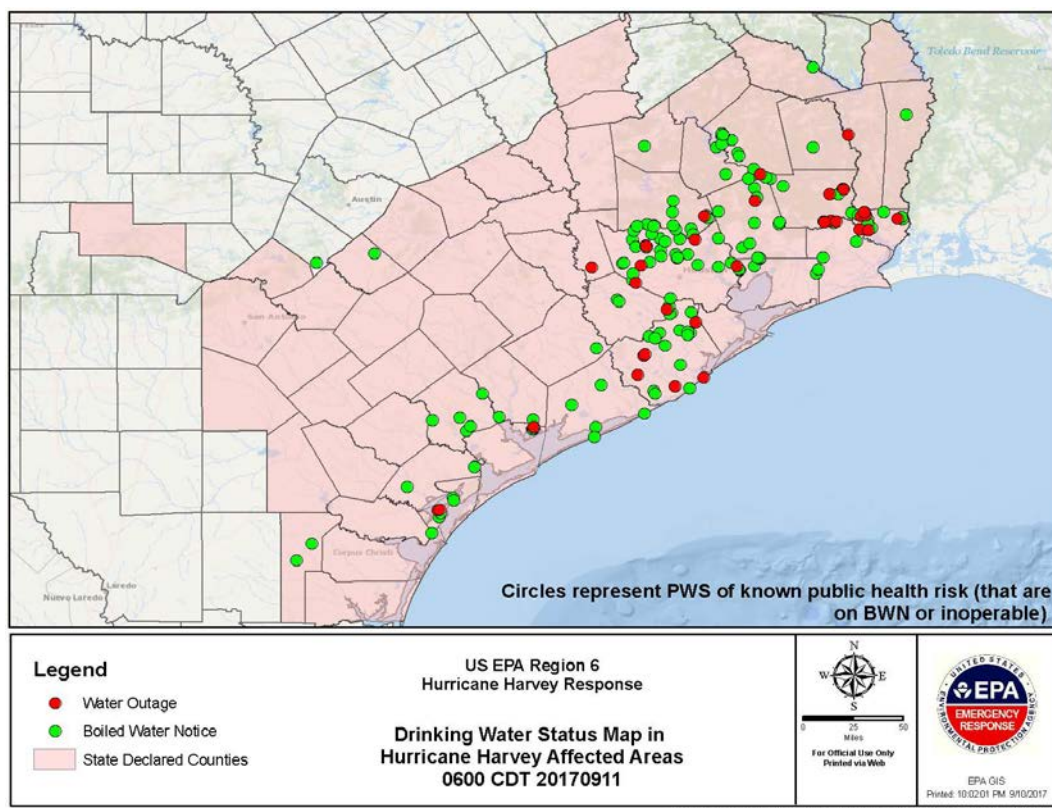 Toledo Bend Reservoir
Austin
San Antonio
Corpus Christi
Laredo
Nuevo Laredo
Circles represent PWS of known public health risk (that are
on BWN or inoperable)
Legend
Water Outage
Boiled Water Notice
State Declared Counties
US EPA Region 6
Hurricane Harvey Response
Drinking Water Status Map in
Hurricane Harvey Affected Areas
0600 CDT 20170911
N
W E
S
0 25 50
Miles
For Official Use Only
Printed via Web
UNITED STATES
EPA
EMERGENCY
RESPONSE
ENVIRONMENTAL PROTECTION AGENCY
EPA GIS
Printed: 10:02:01 PM 9/10/2017